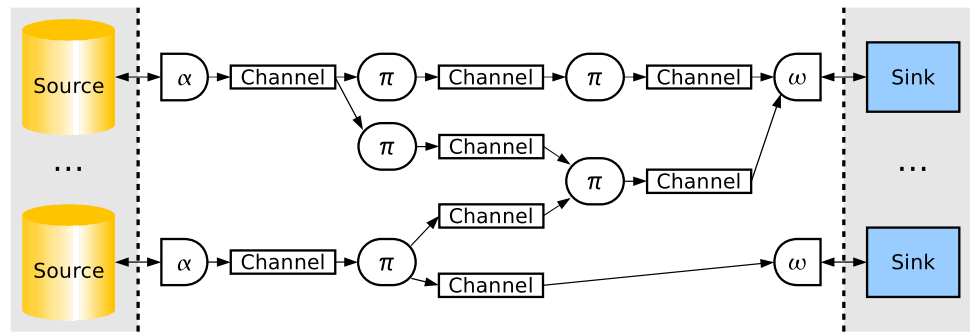 Source α Channel π Channel π Channel ω Sink
π Channel
... π Channel ...
Channel
Source α Channel π ω Sink
Channel